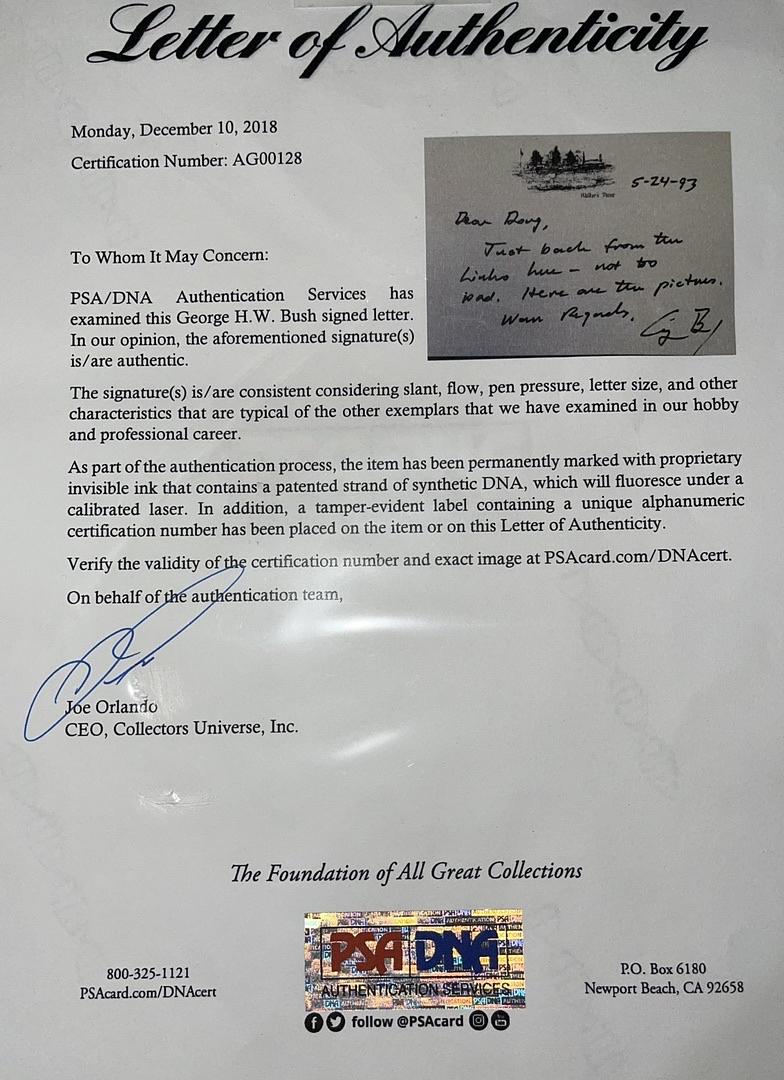 Letter of Authenticity
Monday, December 10, 2018
Certification Number: AG00128
To Whom It May Concern:
PSA/DNA Authentication Services has
examined this George H.W. Bush signed letter.
In our opinion, the aforementioned signature(s)
is/are authentic.
Walker's Point
5-24-93
Dear Doug,
Just back from the
Links here - not too
bad. Here are the pictures.
Warm Regards,
The signature(s) is/are consistent considering slant, flow, pen pressure, letter size, and other
characteristics that are typical of the other exemplars that we have examined in our hobby
and professional career.
As part of the authentication process, the item has been permanently marked with proprietary
invisible ink that contains a patented strand of synthetic DNA, which will fluoresce under a
calibrated laser. In addition, a tamper-evident label containing a unique alphanumeric
certification number has been placed on the item or on this Letter of Authenticity.
Verify the validity of the certification number and exact image at PSAcard.com/DNAcert.
On behalf of the authentication team,
Joe Orlando
CEO, Collectors Universe, Inc.
The Foundation of All Great Collections
PSA DNA
AUTHENTICATION SERVICES
800-325-1121
PSAcard.com/DNAcert
P.O. Box 6180
Newport Beach, CA 92658
follow @PSAcard